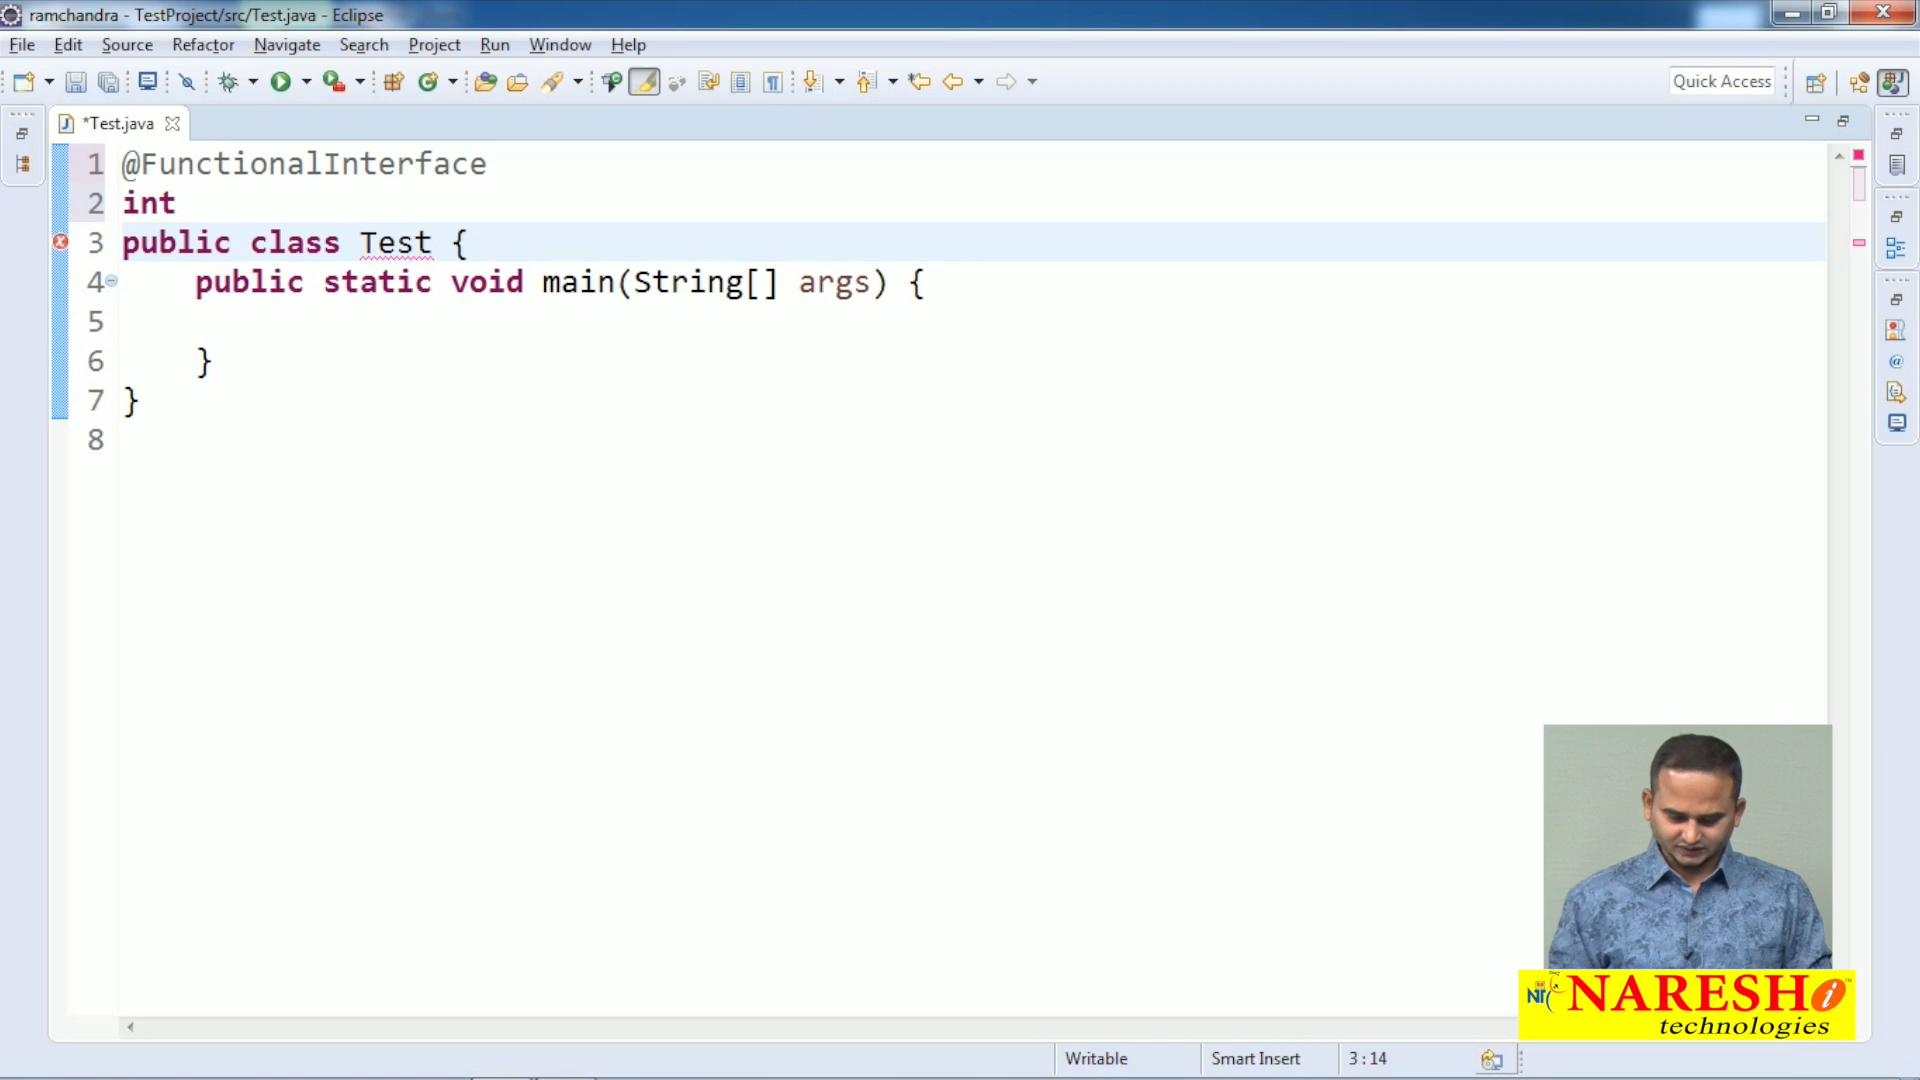 ramchandra - TestProject/src/Test.java - Eclipse
File Edit Source Refactor Navigate Search Project Run Window Help
Quick Access
*Test.java
1 @FunctionalInterface
2 int
3 public class Test {
4 public static void main(String[] args) {
5
6 }
7 }
8
NARESH i
technologies
Writable Smart Insert 3:14